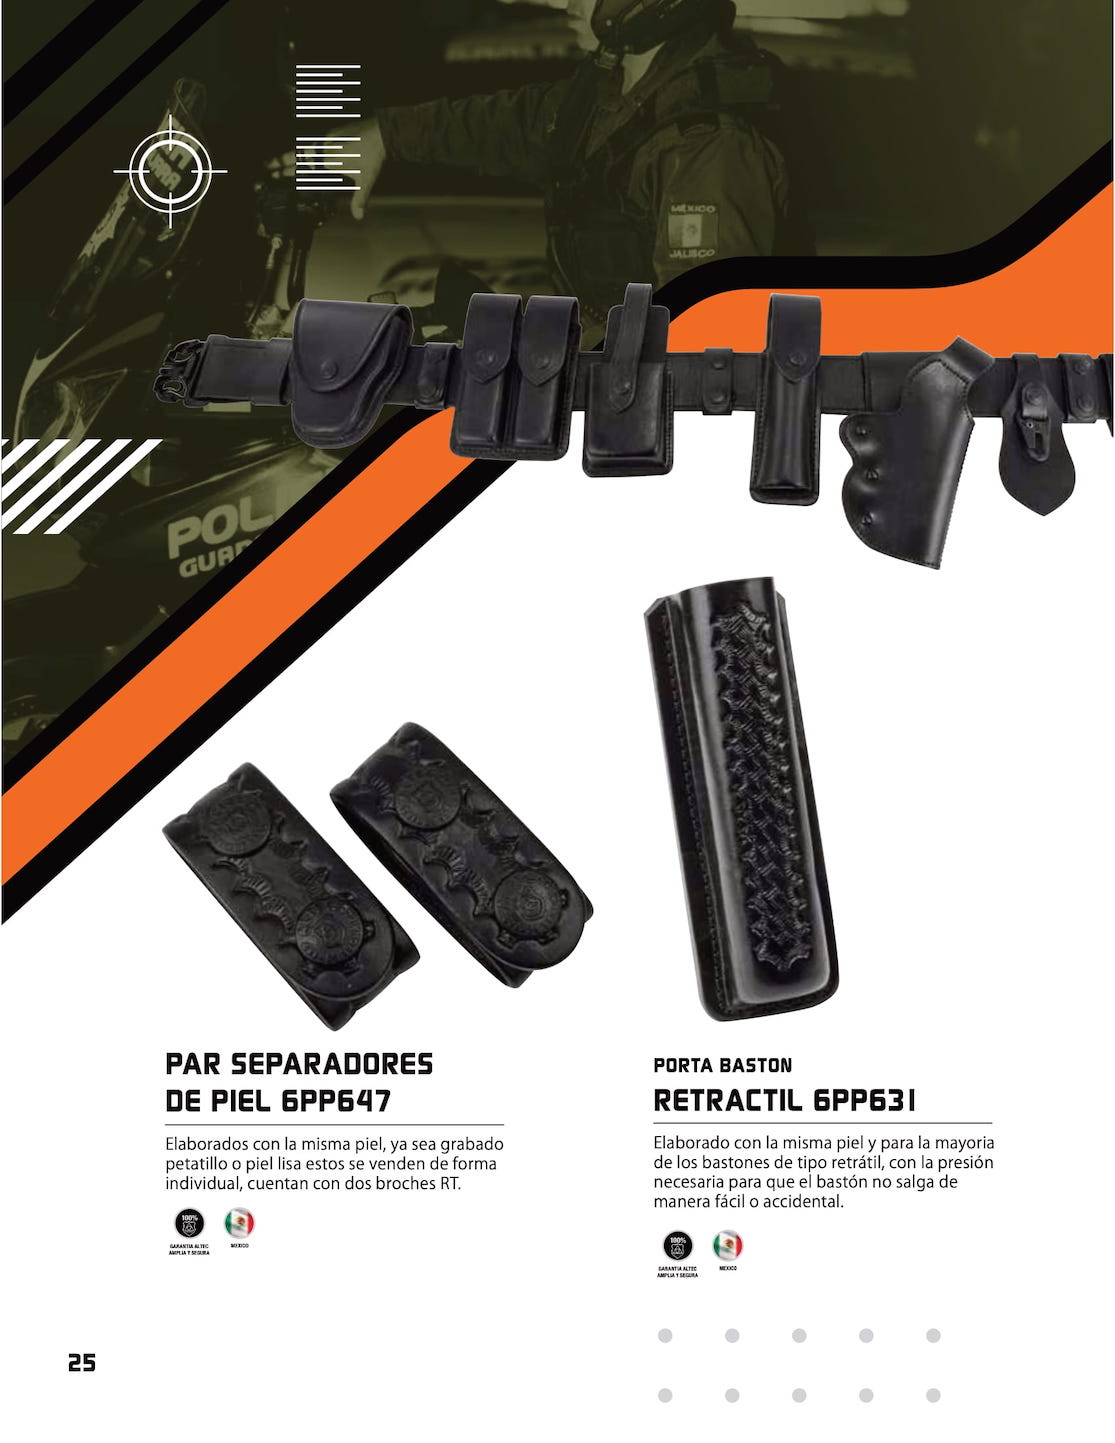 MEXICO
JALISCO
POLI
GUAR
PAR SEPARADORES
DE PIEL 6PP647
Elaborados con la misma piel, ya sea grabado
petatillo o piel lisa estos se venden de forma
individual, cuentan con dos broches RT.
100%
GARANTIA ALTEC
AMPLIA Y SEGURA
MEXICO
PORTA BASTON
RETRACTIL 6PP631
Elaborado con la misma piel y para la mayoria
de los bastones de tipo retrátil, con la presión
necesaria para que el bastón no salga de
manera fácil o accidental.
100%
GARANTIA ALTEC
AMPLIA Y SEGURA
MEXICO
25